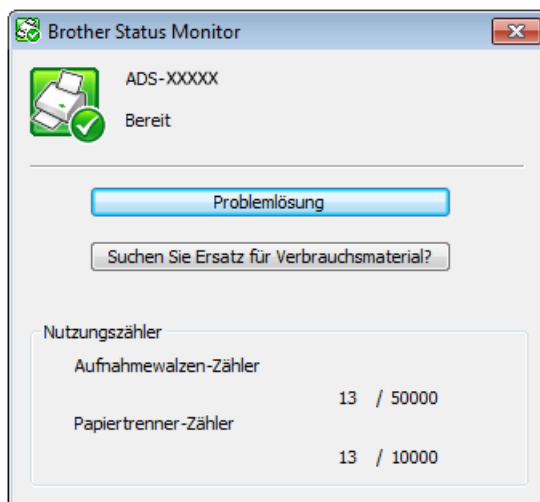 Brother Status Monitor
ADS-XXXXX
Bereit
Problemlösung
Suchen Sie Ersatz für Verbrauchsmaterial?
Nutzungszähler
Aufnahmewalzen-Zähler
13 / 50000
Papiertrenner-Zähler
13 / 10000